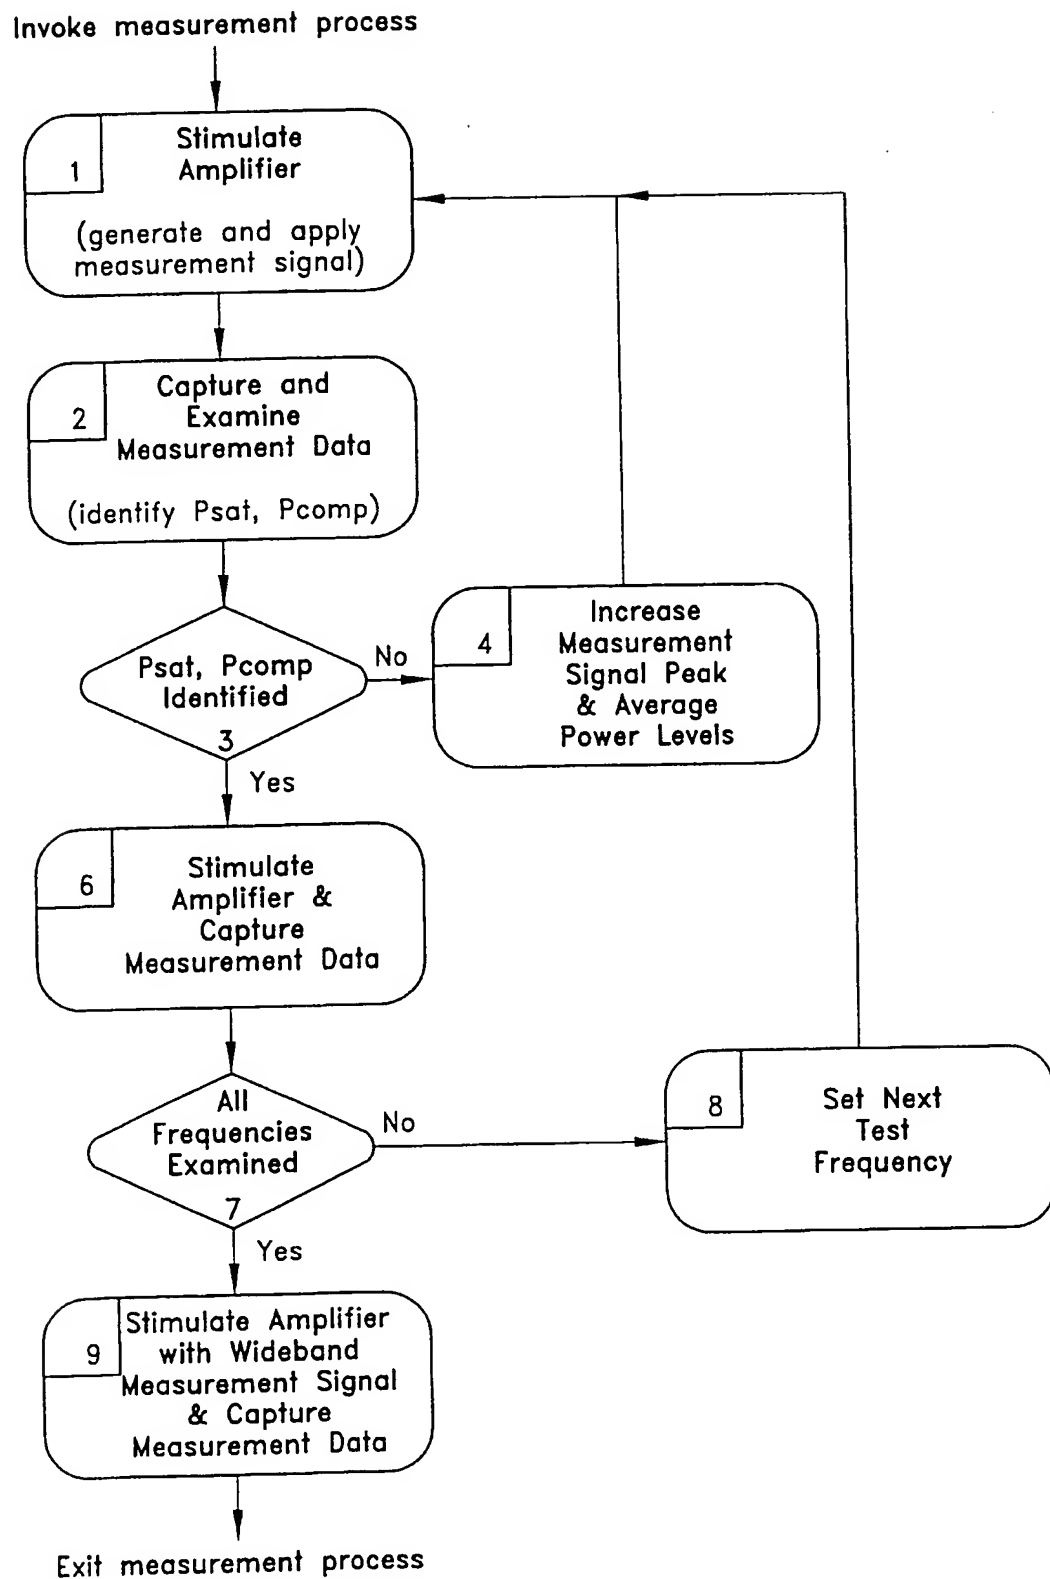 Invoke measurement process
1
Stimulate
Amplifier
(generate and apply
measurement signal)
2
Capture and
Examine
Measurement Data
(identify Psat, Pcomp)
Psat, Pcomp
Identified
3
No
Yes
4
Increase
Measurement
Signal Peak
& Average
Power Levels
6
Stimulate
Amplifier &
Capture
Measurement Data
All
Frequencies
Examined
7
No
Yes
8
Set Next
Test
Frequency
9
Stimulate Amplifier
with Wideband
Measurement Signal
& Capture
Measurement Data
Exit measurement process